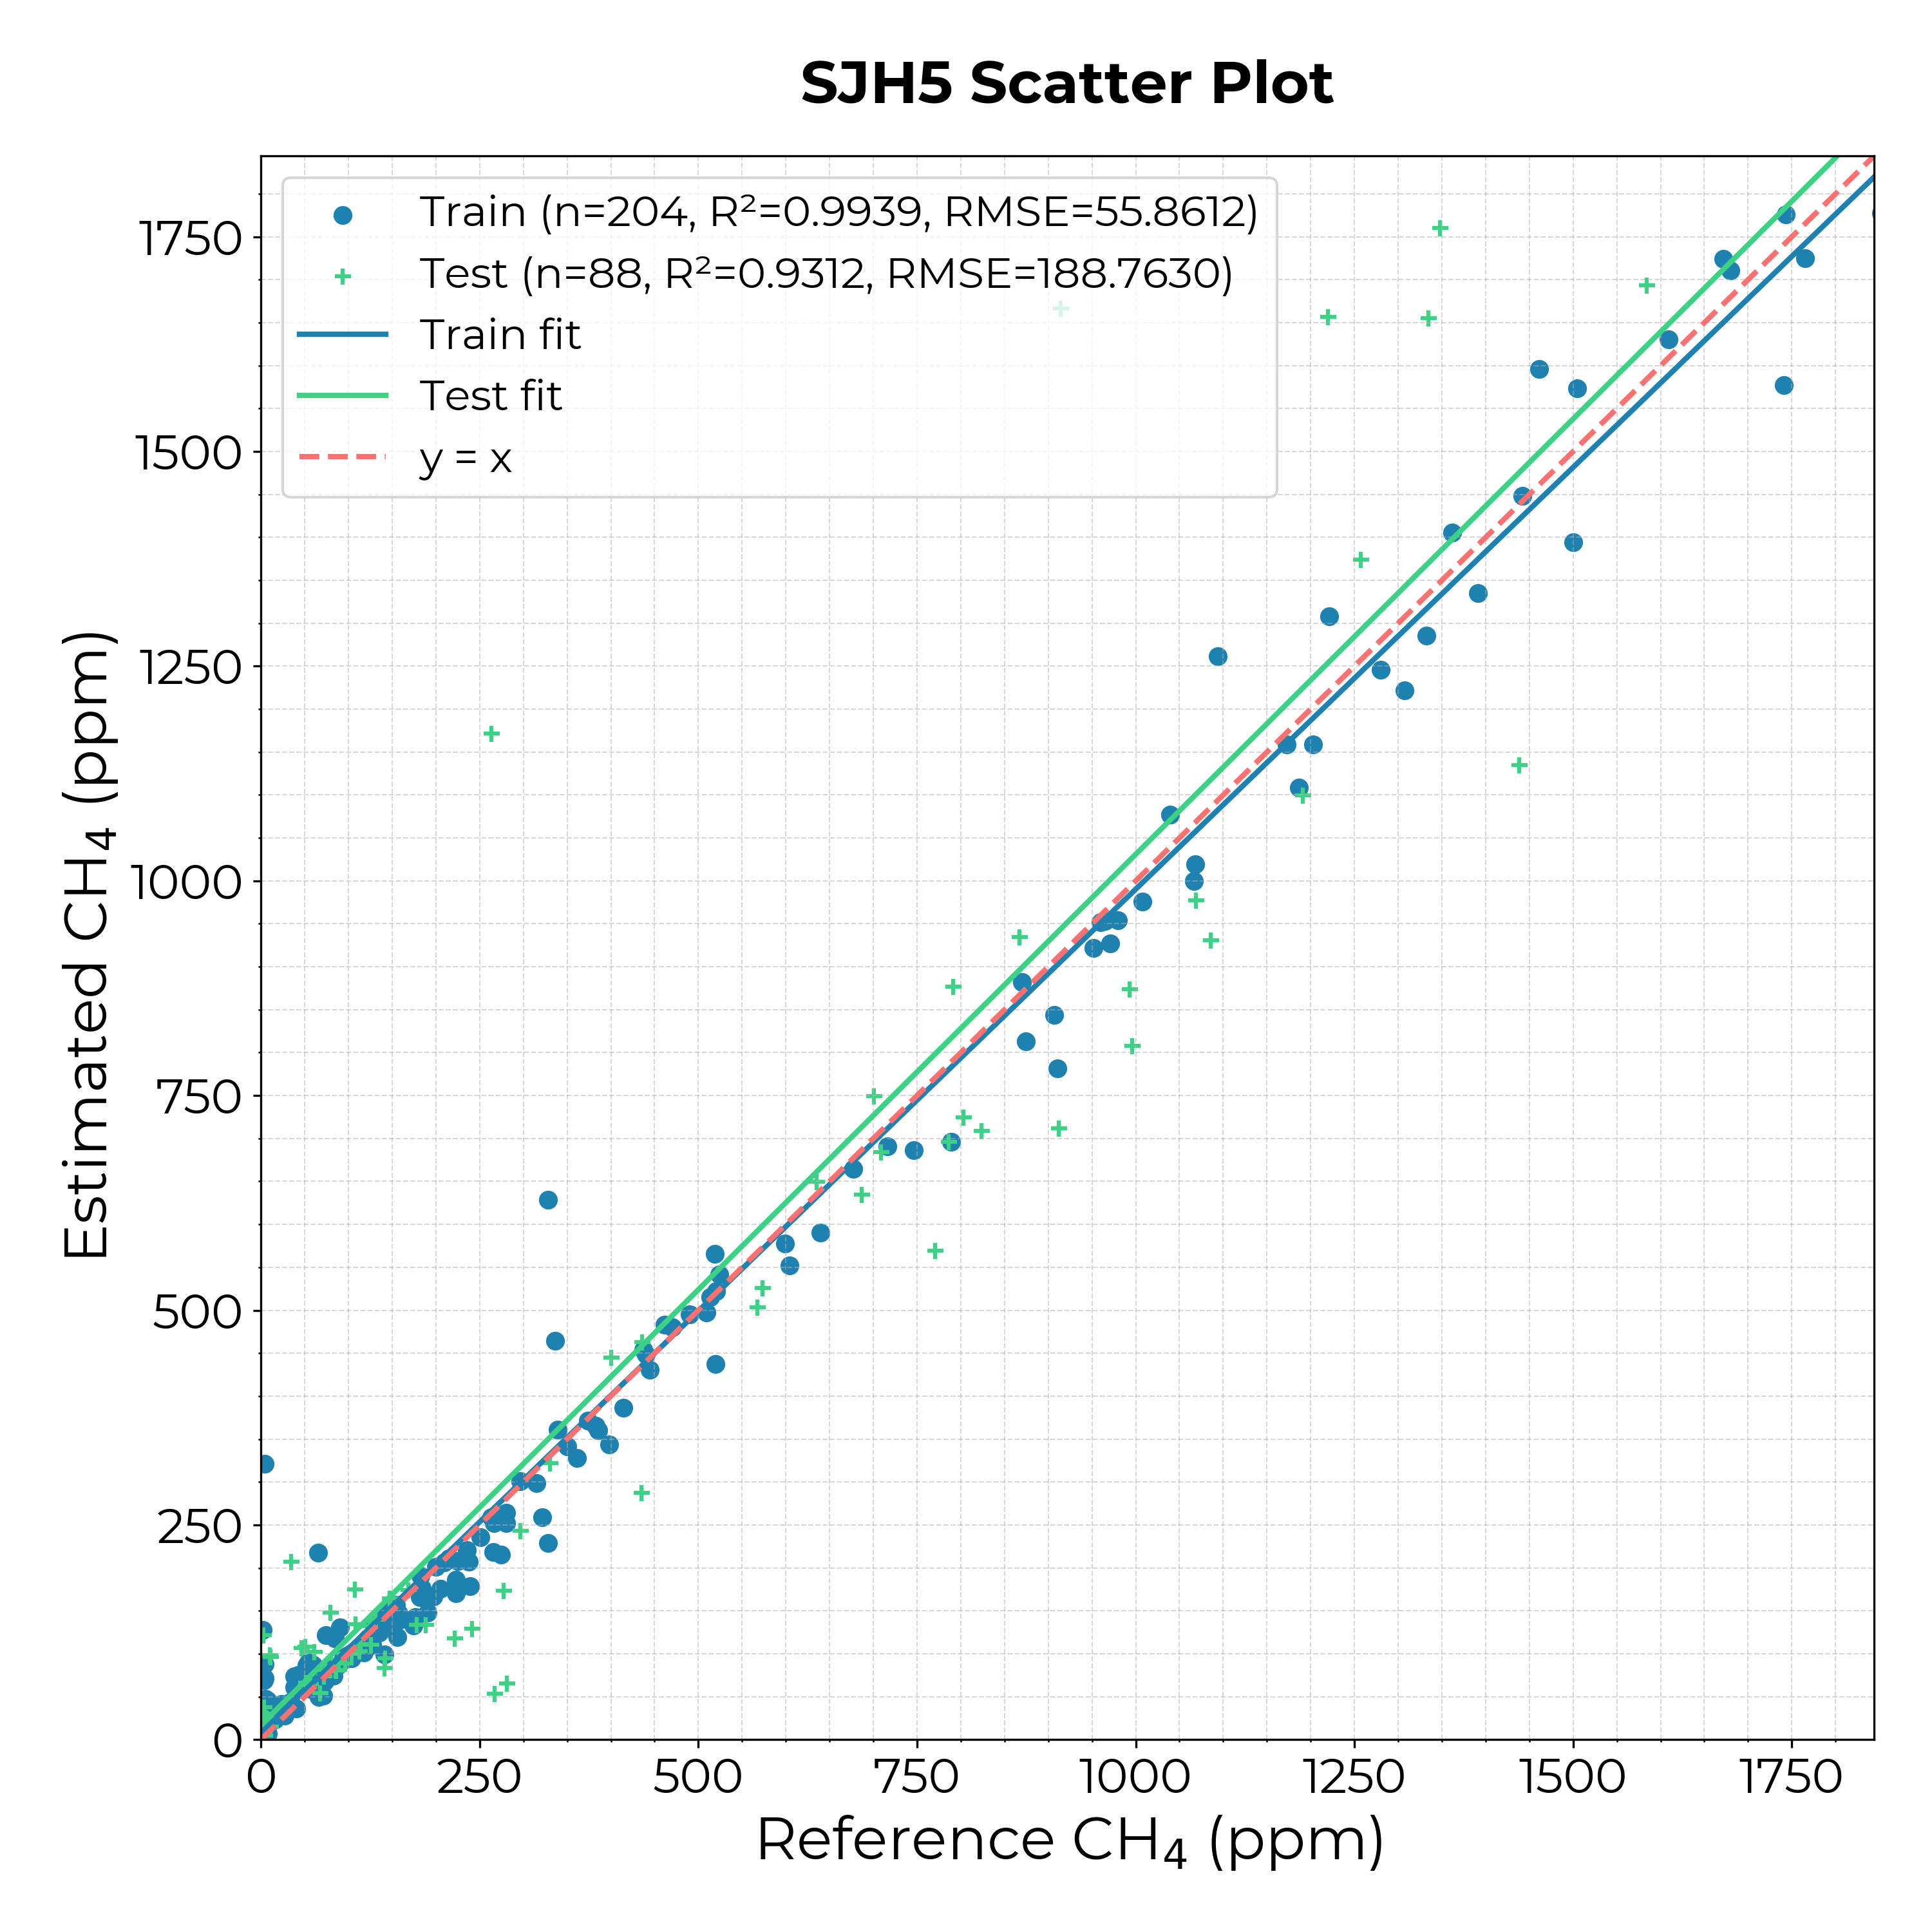 SJH5 Scatter Plot
Train (n=204, R²=0.9939, RMSE=55.8612)
Test (n=88, R²=0.9312, RMSE=188.7630)
Train fit
Test fit
y = x
Estimated CH₄ (ppm)
1750
1500
1250
1000
750
500
250
0
0 250 500 750 1000 1250 1500 1750
Reference CH₄ (ppm)